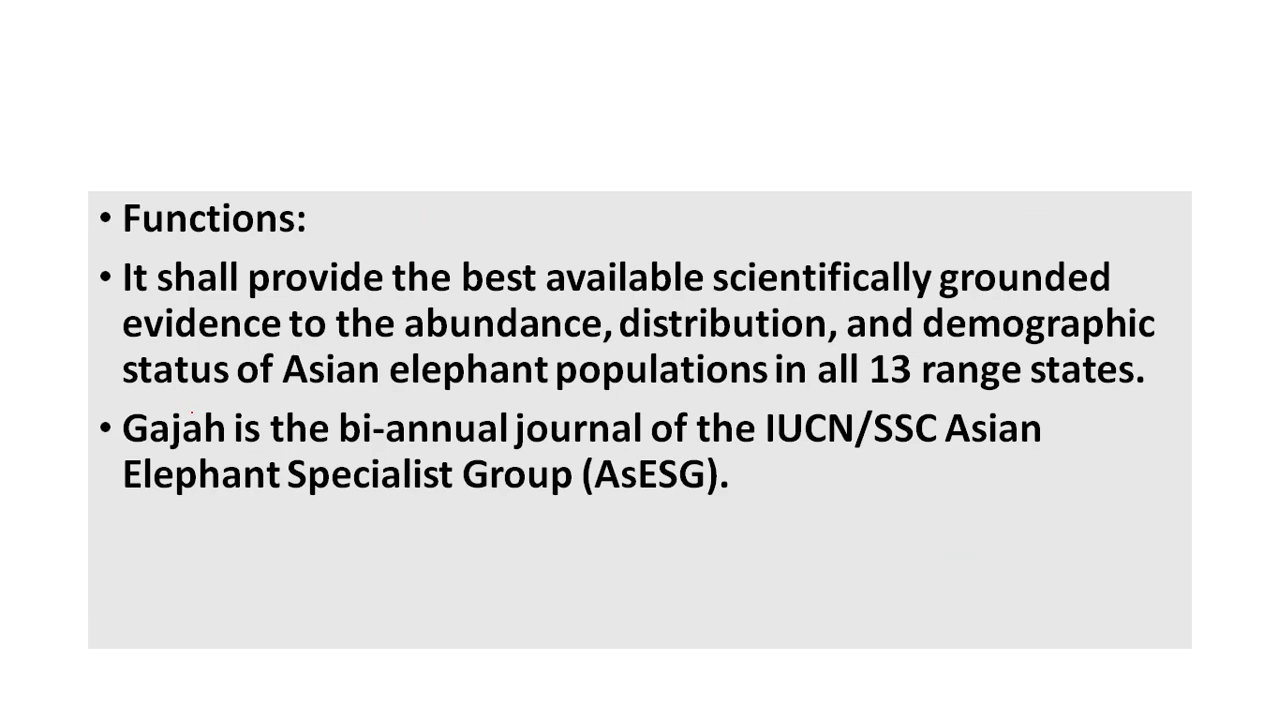 • Functions:
• It shall provide the best available scientifically grounded
evidence to the abundance, distribution, and demographic
status of Asian elephant populations in all 13 range states.
• Gajah is the bi-annual journal of the IUCN/SSC Asian
Elephant Specialist Group (AsESG).